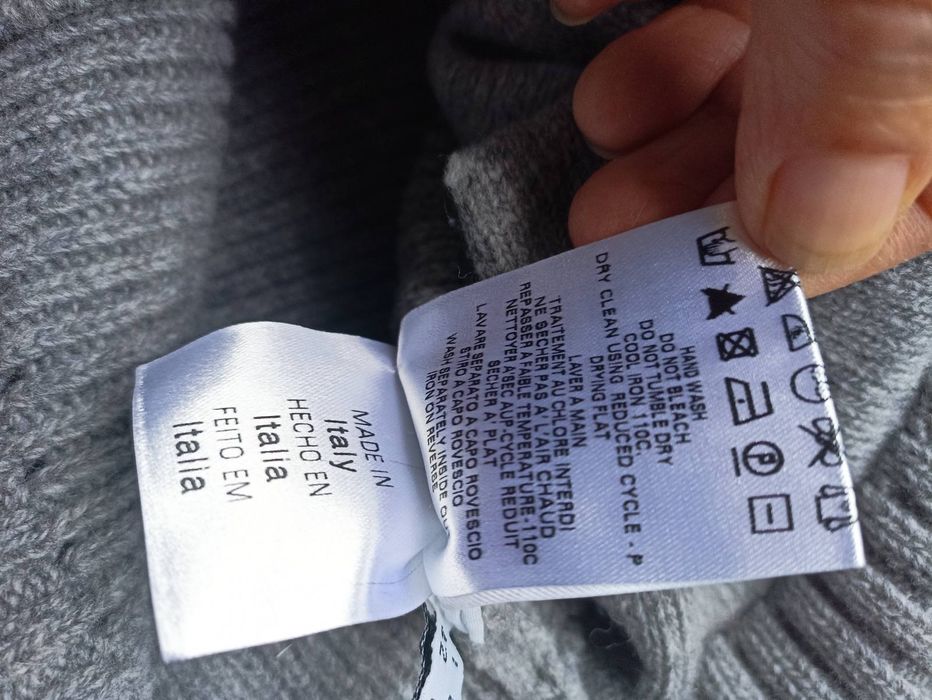 HAND WASH
DO NOT BLEACH
DO NOT TUMBLE DRY
COOL IRON 110C.
DRY CLEAN USING REDUCED CYCLE - P
DRYING FLAT
LAVER A MAIN
TRAITEMENT AU CHLORE INTERDI
NE SECHER PAS A L'AIR CHAUD
REPASSER A FAIBLE TEMPERATURE-110C
NETTOYER A SEC AU P-CYCLE REDUIT
SECHER A PLAT
LAVARE SEPARATO A CAPO ROVESCIO
STIRO A CAPO ROVESCIO
WASH SEPARATELY INSIDE
IRON ON REVERSE
MADE IN
Italy
HECHO EN
Italia
FEITO EM
Italia